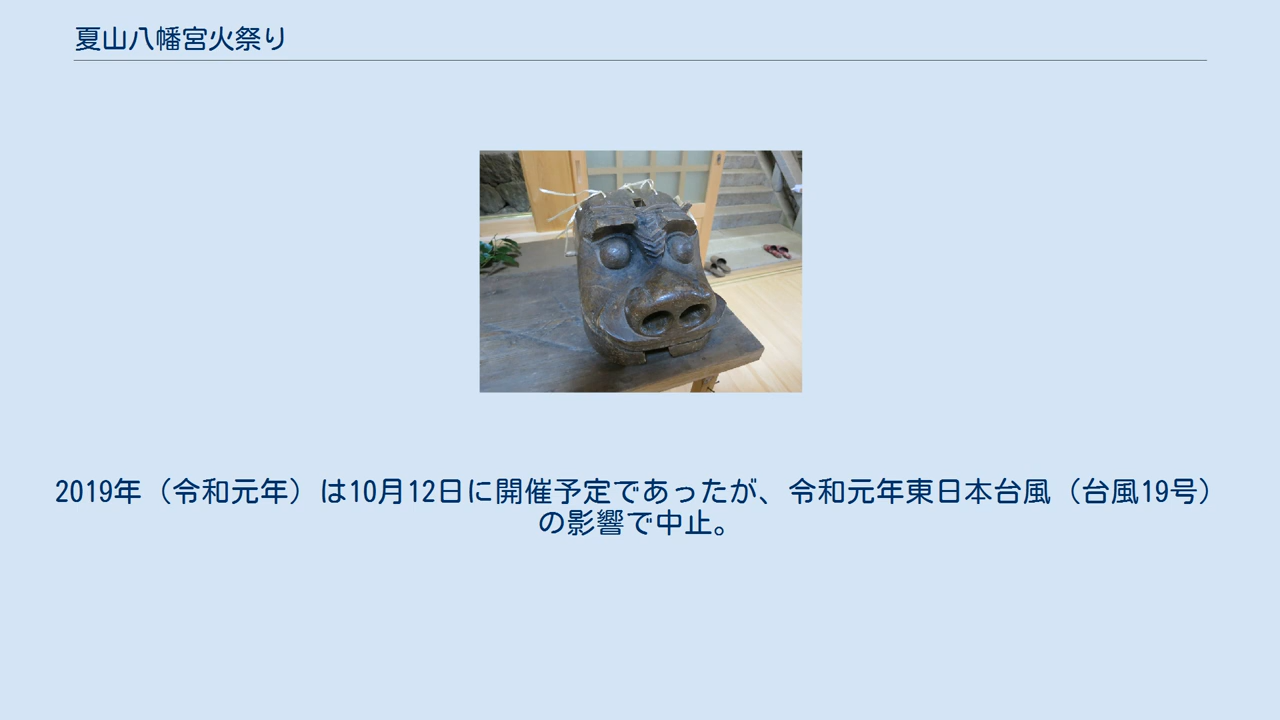 夏山八幡宮火祭り
2019年（令和元年）は10月12日に開催予定であったが、令和元年東日本台風（台風19号）
の影響で中止。